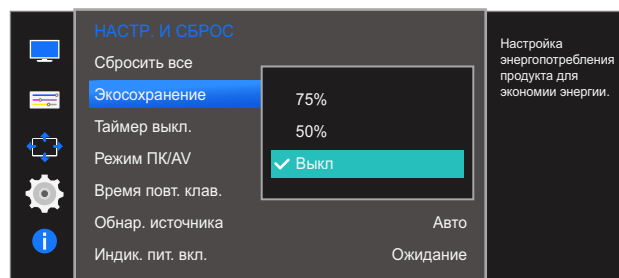 НАСТР. И СБРОС
Сбросить все
Экосохранение
75%
Таймер выкл.
50%
Режим ПК/AV
Выкл
Время повт. клав.
Обнар. источника Авто
Индик. пит. вкл. Ожидание
Настройка
энергопотребления
продукта для
экономии энергии.